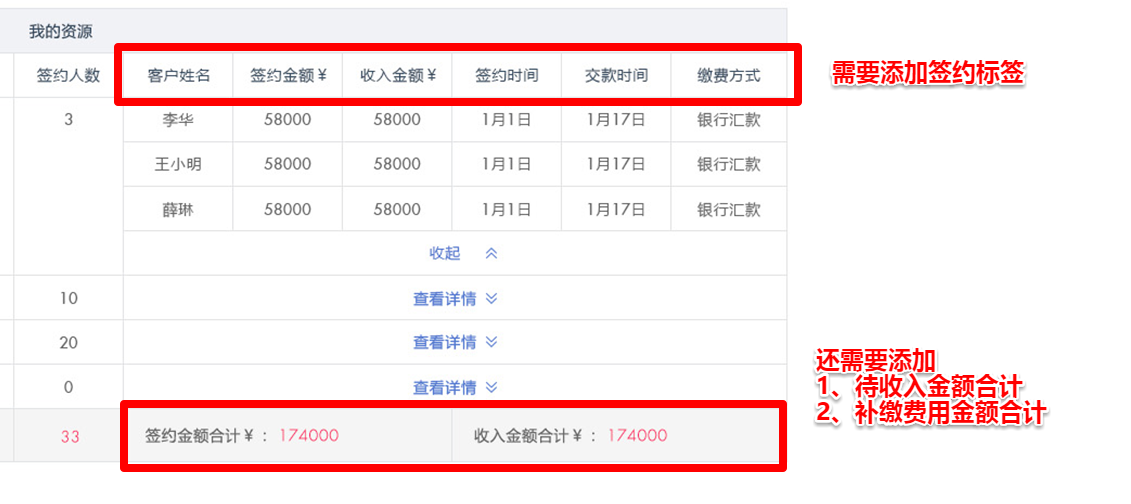 我的资源
签约人数 客户姓名 签约金额¥ 收入金额¥ 签约时间 交款时间 缴费方式 需要添加签约标签
3 李华 58000 58000 1月1日 1月17日 银行汇款
王小明 58000 58000 1月1日 1月17日 银行汇款
薛琳 58000 58000 1月1日 1月17日 银行汇款
收起
10 查看详情
20 查看详情
0 查看详情
33 签约金额合计¥ : 174000 收入金额合计¥ : 174000
还需要添加
1、待收入金额合计
2、补缴费用金额合计